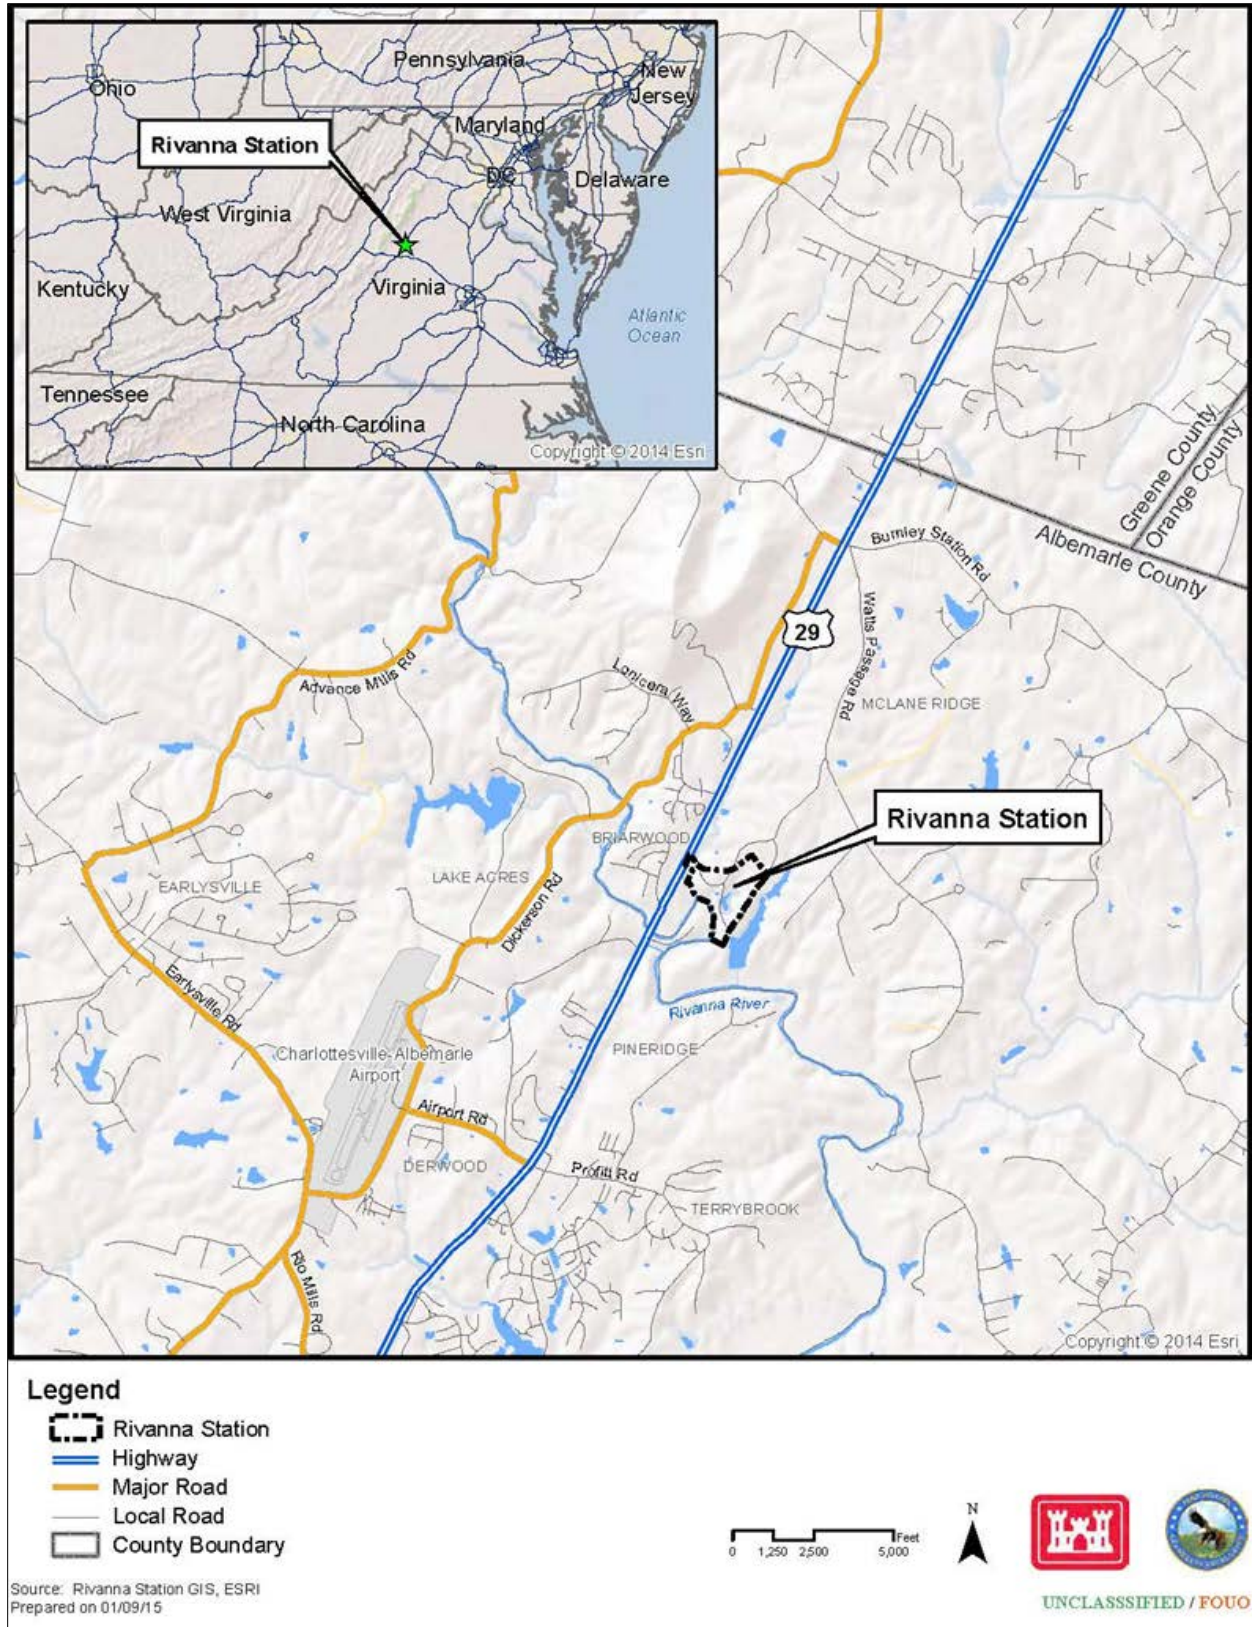 Pennsylvania
Ohio
New
Jersey
Maryland
Rivanna Station
DC
Delaware
West Virginia
Kentucky
Virginia
Atlantic
Ocean
Tennessee
North Carolina
Copyright © 2014 Esri
Greene County
Orange County
Albemarle County
Burnley Station Rd
29
Watts Passage Rd
Advance Mills Rd
Lonicera Way
MCLANE RIDGE
Rivanna Station
BRIARWOOD
LAKE ACRES
EARLYSVILLE
Dickerson Rd
Earlysville Rd
Rivanna River
Charlottesville-Albemarle
Airport
PINERIDGE
Airport Rd
DERWOOD
Profitt Rd
TERRYBROOK
Rio Mills Rd
Copyright © 2014 Esri
Legend
Rivanna Station
Highway
Major Road
Local Road
County Boundary
N
Feet
0 1,250 2,500 5,000
Source: Rivanna Station GIS, ESRI
Prepared on 01/09/15
UNCLASSSIFIED / FOUO